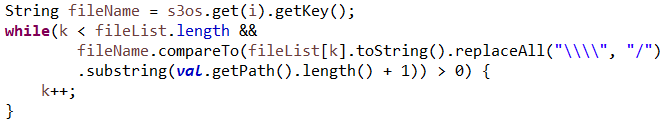 String fileName = s3os.get(i).getKey();
while(k < fileList.length &&
        fileName.compareTo(fileList[k].toString().replaceAll("\\\\", "/")
        .substring(val.getPath().length() + 1)) > 0) {
    k++;
}